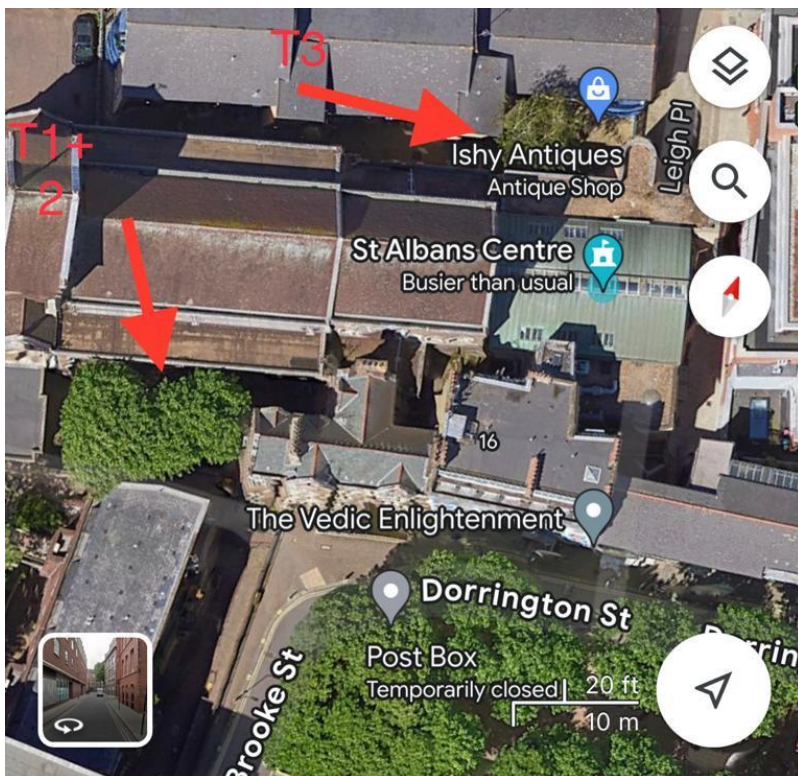 T3
T1+
2
Ishy Antiques
Antique Shop
Leigh Pl
St Albans Centre
Busier than usual
16
The Vedic Enlightenment
Dorrington St
Post Box
Temporarily closed
20 ft
10 m
Brooke St